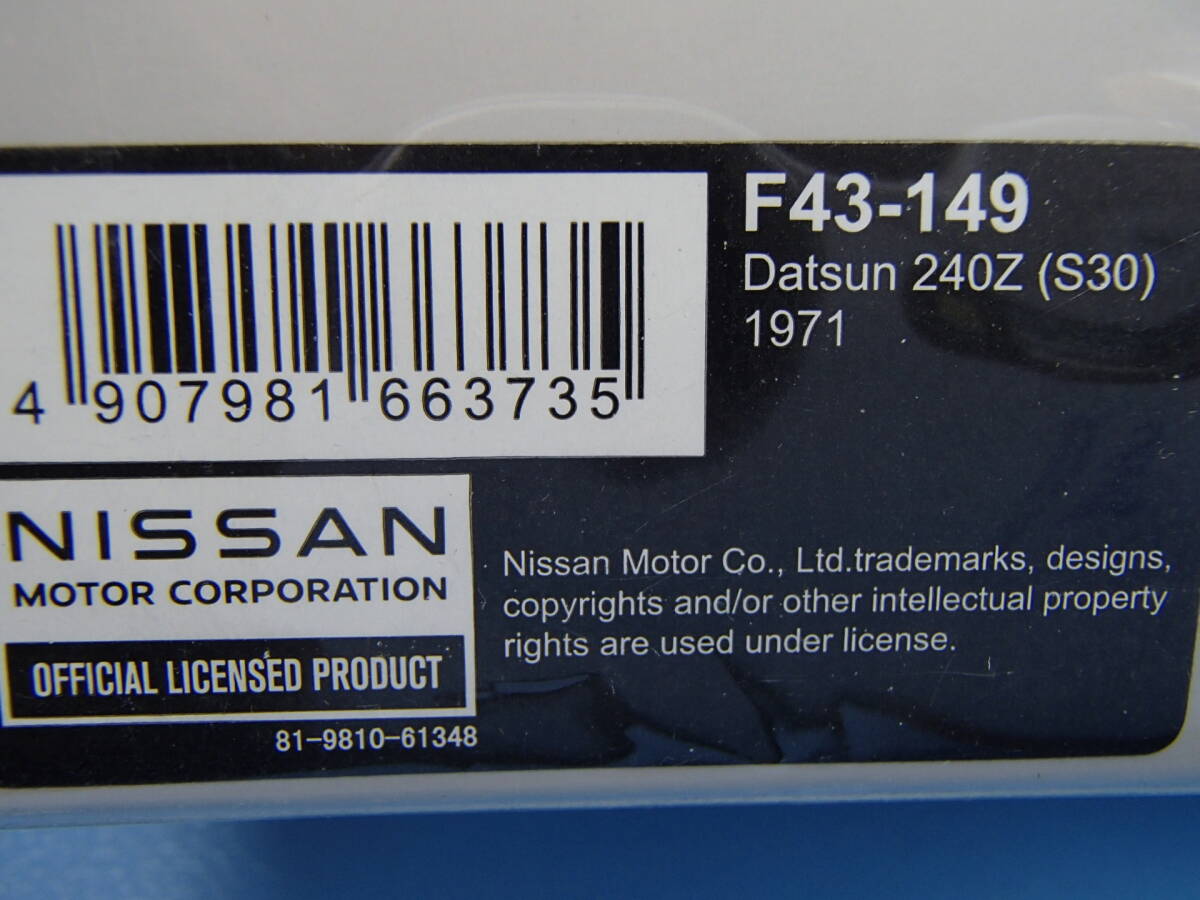 F43-149
Datsun 240Z (S30)
1971
4 907981 663735
NISSAN
MOTOR CORPORATION
OFFICIAL LICENSED PRODUCT
81-9810-61348
Nissan Motor Co., Ltd.trademarks, designs,
copyrights and/or other intellectual property
rights are used under license.